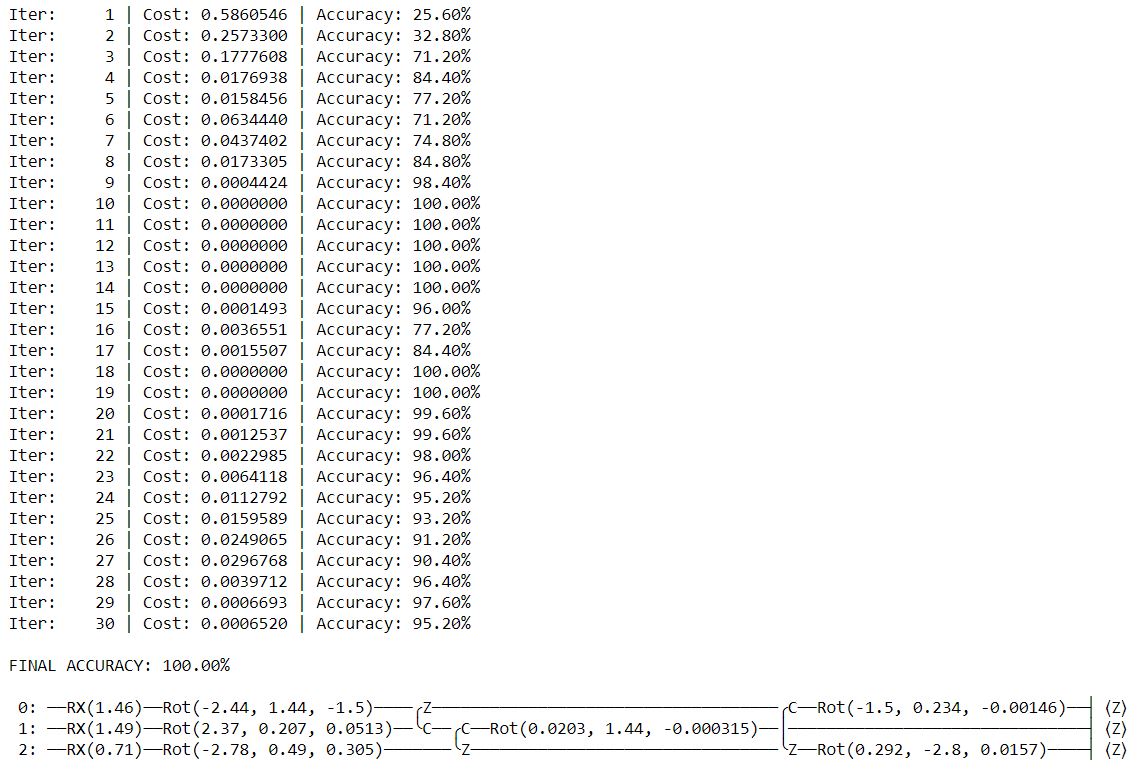 Iter:     1 | Cost: 0.5860546 | Accuracy: 25.60%
Iter:     2 | Cost: 0.2573300 | Accuracy: 32.80%
Iter:     3 | Cost: 0.1777608 | Accuracy: 71.20%
Iter:     4 | Cost: 0.0176938 | Accuracy: 84.40%
Iter:     5 | Cost: 0.0158456 | Accuracy: 77.20%
Iter:     6 | Cost: 0.0634440 | Accuracy: 71.20%
Iter:     7 | Cost: 0.0437402 | Accuracy: 74.80%
Iter:     8 | Cost: 0.0173305 | Accuracy: 84.80%
Iter:     9 | Cost: 0.0004424 | Accuracy: 98.40%
Iter:    10 | Cost: 0.0000000 | Accuracy: 100.00%
Iter:    11 | Cost: 0.0000000 | Accuracy: 100.00%
Iter:    12 | Cost: 0.0000000 | Accuracy: 100.00%
Iter:    13 | Cost: 0.0000000 | Accuracy: 100.00%
Iter:    14 | Cost: 0.0000000 | Accuracy: 100.00%
Iter:    15 | Cost: 0.0001493 | Accuracy: 96.00%
Iter:    16 | Cost: 0.0036551 | Accuracy: 77.20%
Iter:    17 | Cost: 0.0015507 | Accuracy: 84.40%
Iter:    18 | Cost: 0.0000000 | Accuracy: 100.00%
Iter:    19 | Cost: 0.0000000 | Accuracy: 100.00%
Iter:    20 | Cost: 0.0001716 | Accuracy: 99.60%
Iter:    21 | Cost: 0.0012537 | Accuracy: 99.60%
Iter:    22 | Cost: 0.0022985 | Accuracy: 98.00%
Iter:    23 | Cost: 0.0064118 | Accuracy: 96.40%
Iter:    24 | Cost: 0.0112792 | Accuracy: 95.20%
Iter:    25 | Cost: 0.0159589 | Accuracy: 93.20%
Iter:    26 | Cost: 0.0249065 | Accuracy: 91.20%
Iter:    27 | Cost: 0.0296768 | Accuracy: 90.40%
Iter:    28 | Cost: 0.0039712 | Accuracy: 96.40%
Iter:    29 | Cost: 0.0006693 | Accuracy: 97.60%
Iter:    30 | Cost: 0.0006520 | Accuracy: 95.20%
FINAL ACCURACY: 100.00%
0: ──RX(1.46)──Rot(-2.44, 1.44, -1.5)────╭Z────────────────────────────────────╭C──Rot(-1.5, 0.234, -0.00146)──┤ ⟨Z⟩
1: ──RX(1.49)──Rot(2.37, 0.207, 0.0513)──╰C──╭C──Rot(0.0203, 1.44, -0.000315)──│───────────────────────────────┤ ⟨Z⟩
2: ──RX(0.71)──Rot(-2.78, 0.49, 0.305)───────╰Z────────────────────────────────╰Z──Rot(0.292, -2.8, 0.0157)────┤ ⟨Z⟩